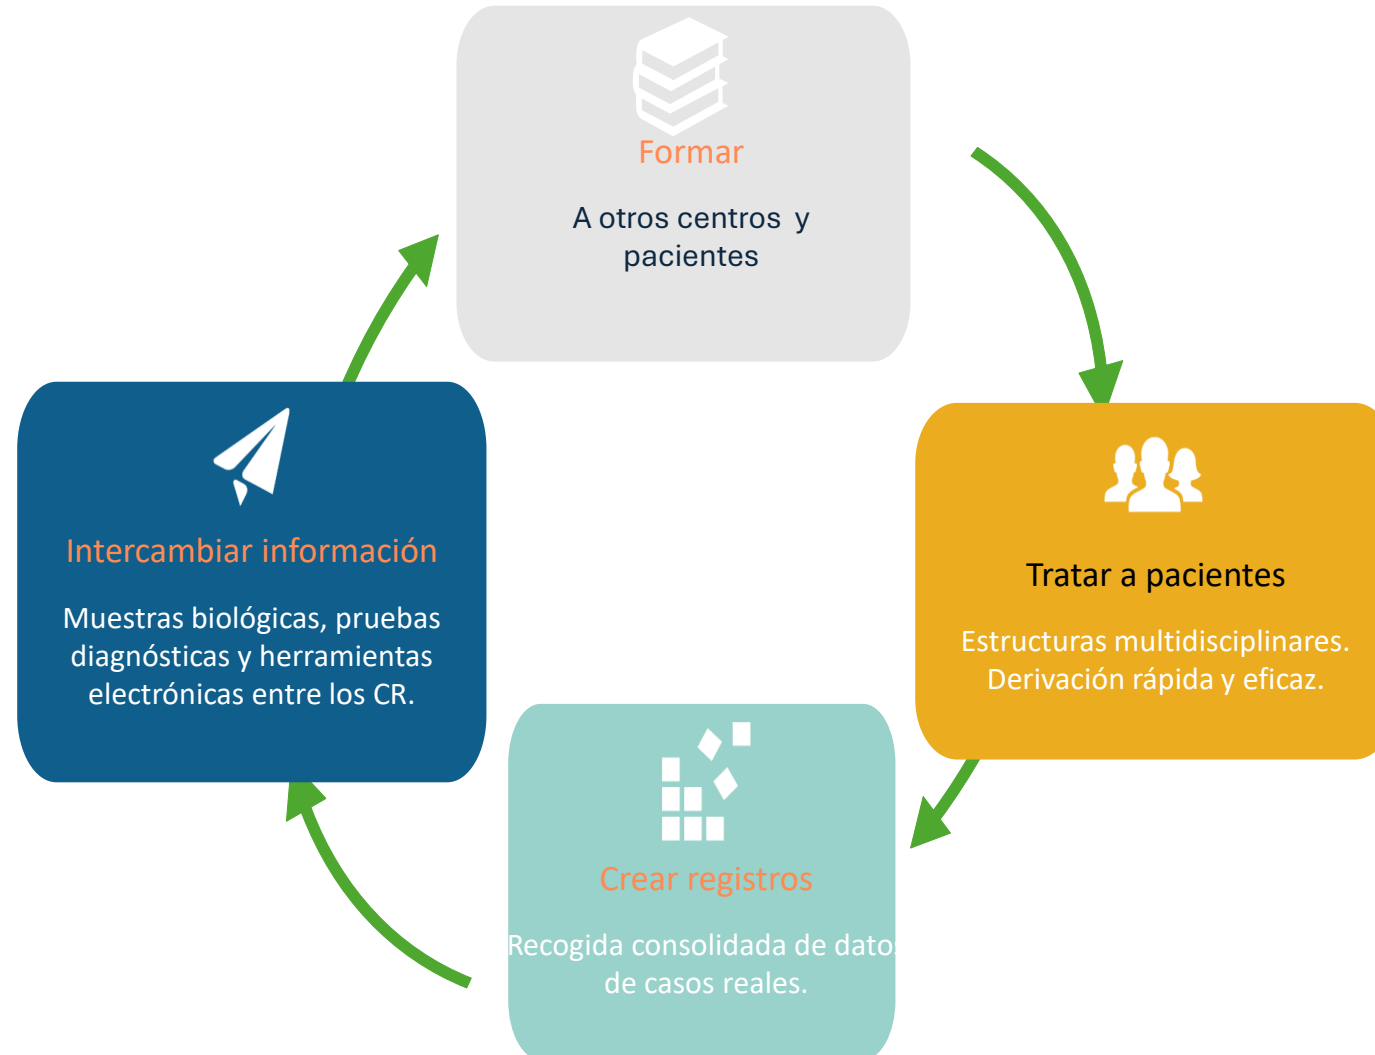 Formar
A otros centros y
pacientes
Intercambiar información
Muestras biológicas, pruebas
diagnósticas y herramientas
electrónicas entre los CR.
Tratar a pacientes
Estructuras multidisciplinares.
Derivación rápida y eficaz.
Crear registros
Recogida consolidada de datos
de casos reales.